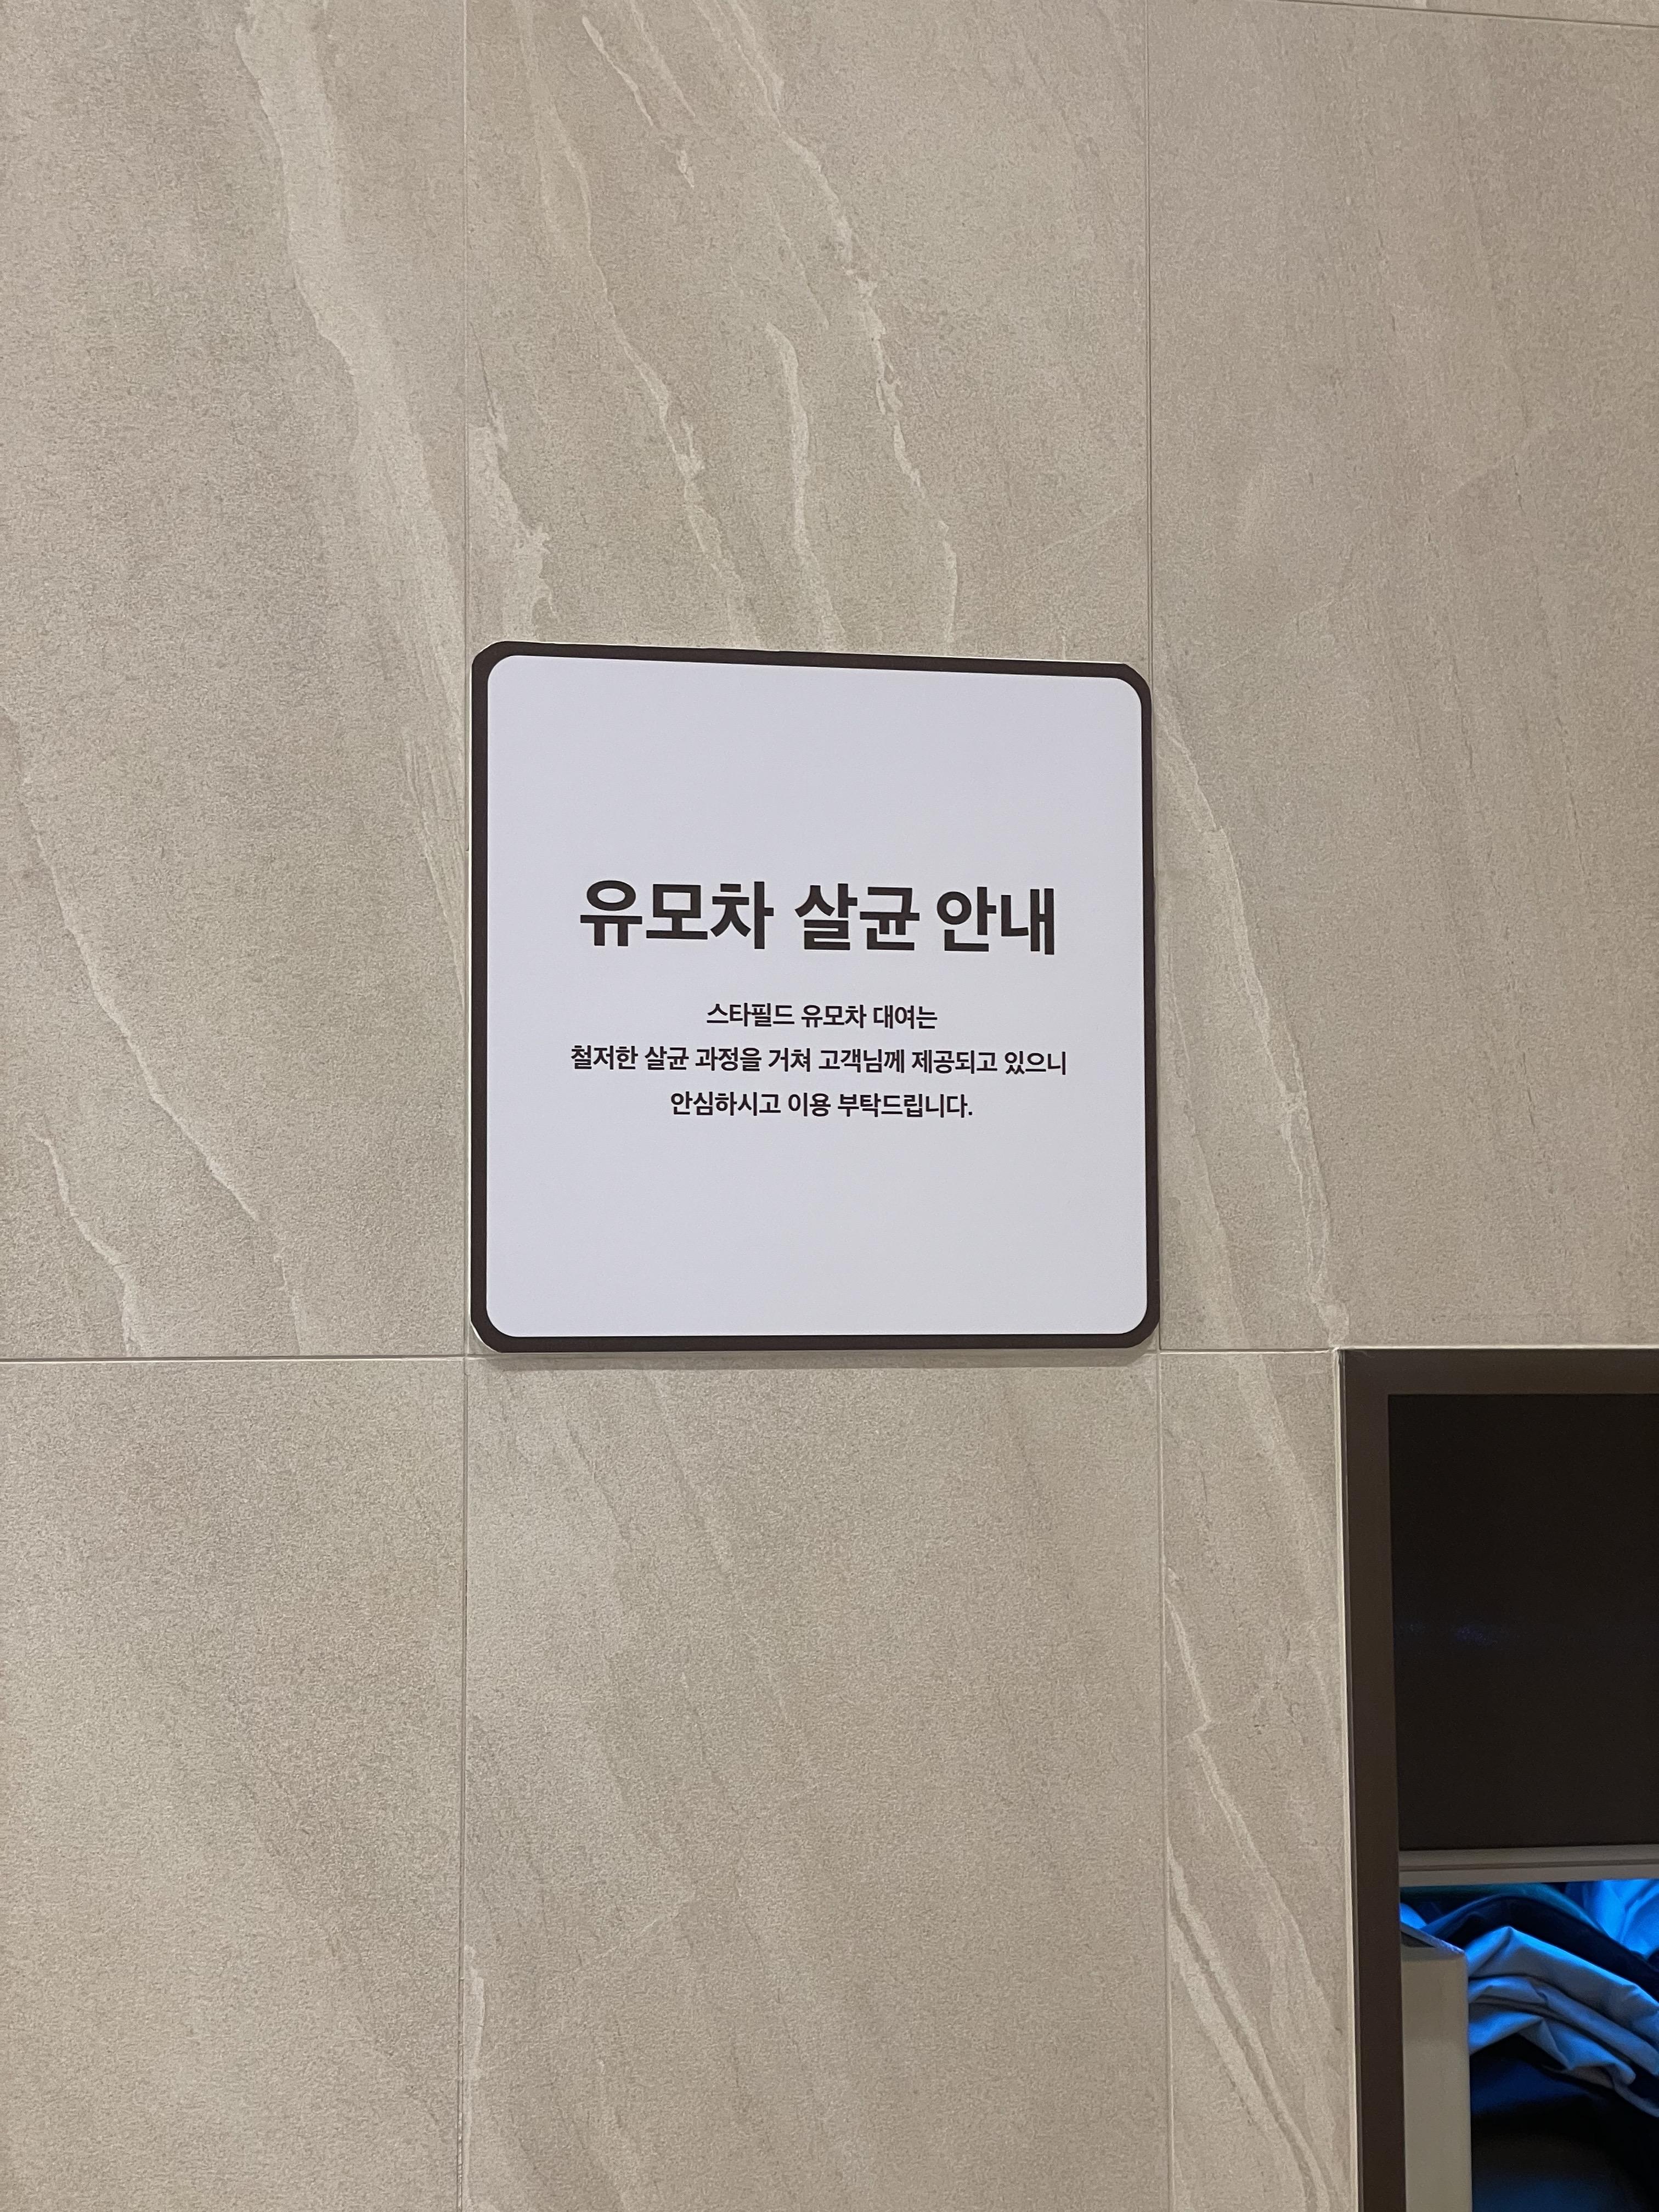 유모차 살균 안내
스타필드 유모차 대여는
철저한 살균 과정을 거쳐 고객님께 제공되고 있으니
안심하시고 이용 부탁드립니다.